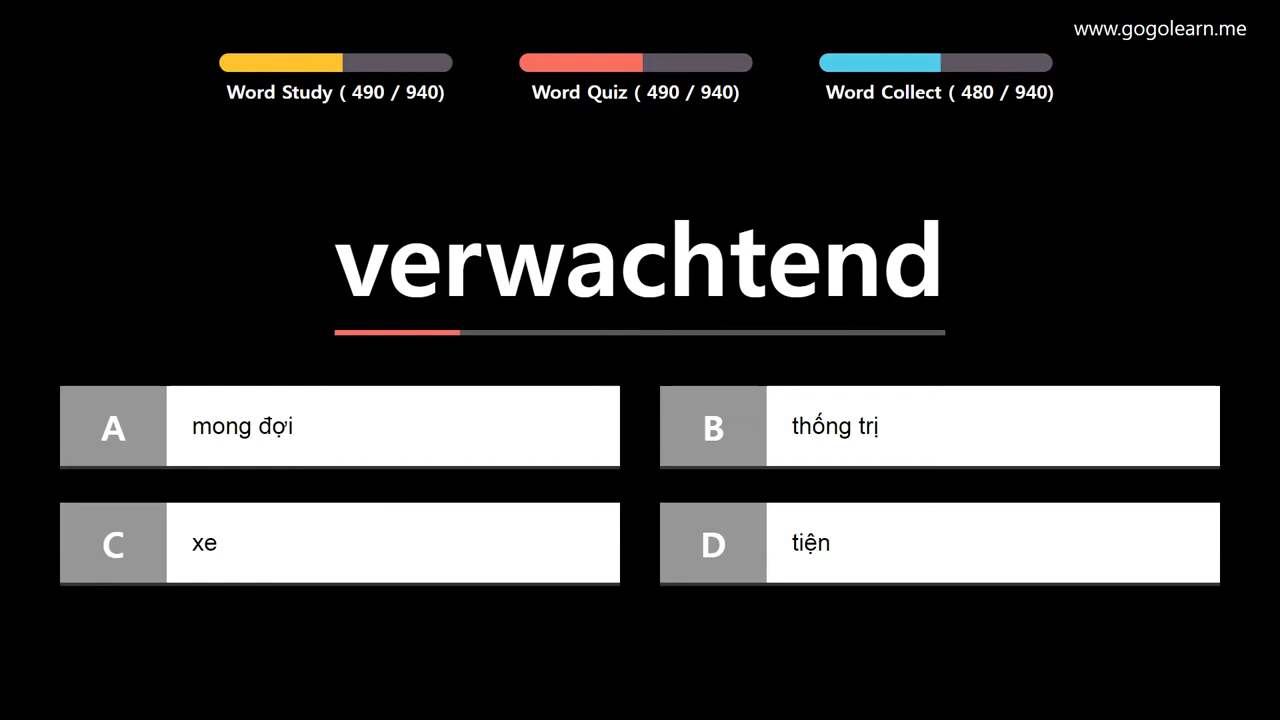 www.gogolearn.me
Word Study ( 490 / 940)
Word Quiz ( 490 / 940)
Word Collect ( 480 / 940)
verwachtend
A mong đợi
B thống trị
C xe
D tiện